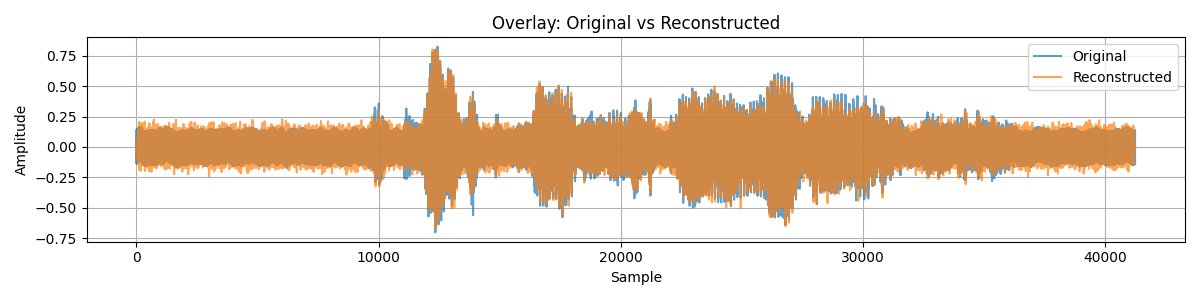 Overlay: Original vs Reconstructed
Original
Reconstructed
Amplitude
0.75
0.50
0.25
0.00
−0.25
−0.50
−0.75
0
10000
20000
30000
40000
Sample